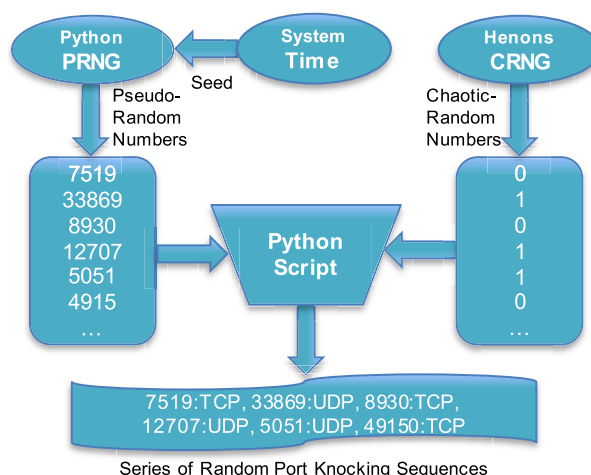 Python
PRNG
System
Time
Henons
CRNG
Seed
Pseudo-
Random
Numbers
Chaotic-
Random
Numbers
7519
33869
8930
12707
5051
4915
...
Python
Script
0
1
0
1
1
0
...
7519:TCP, 33869:UDP, 8930:TCP,
12707:UDP, 5051:UDP, 49150:TCP
Series of Random Port Knocking Sequences